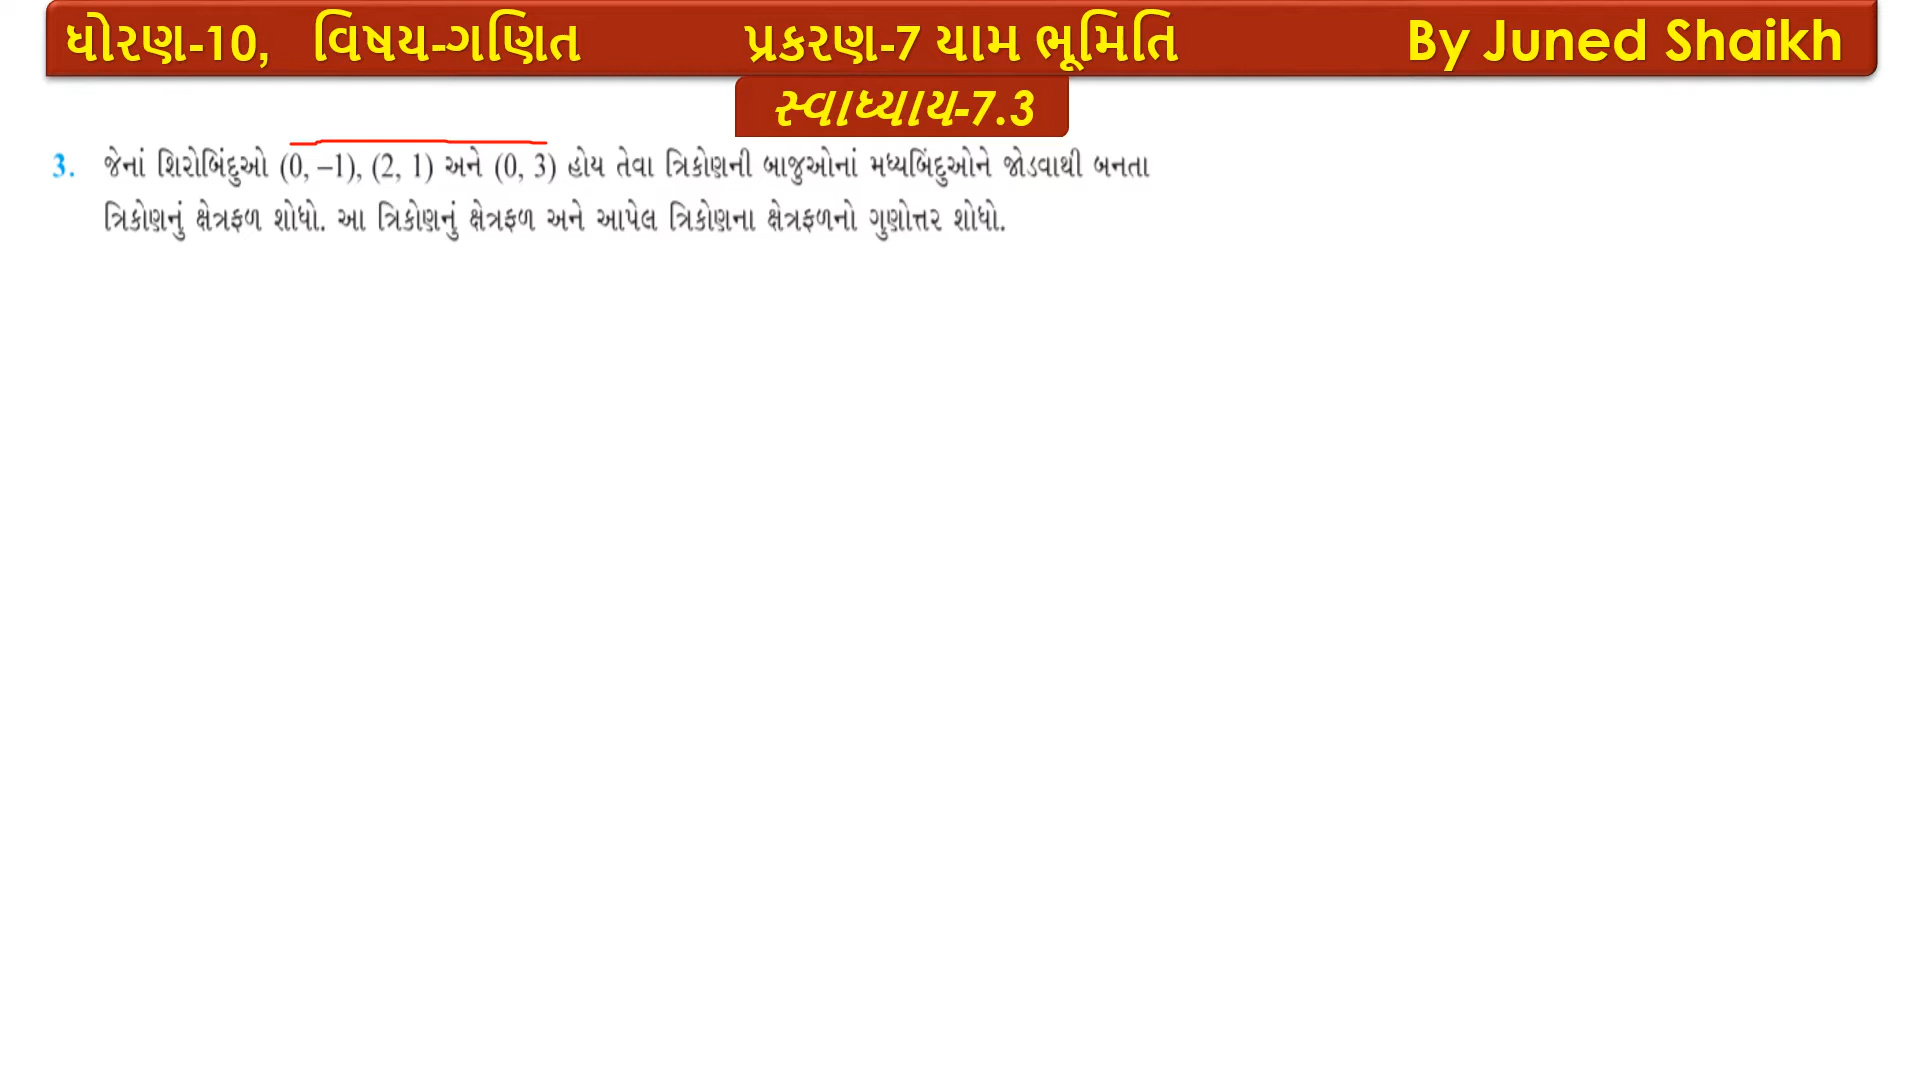 ધોરણ-10, વિષય-ગણિત પ્રકરણ-7 યામ ભૂમિતિ By Juned Shaikh
સ્વાધ્યાય-7.3
3. જેનાં શિરોબિંદુઓ (0, –1), (2, 1) અને (0, 3) હોય તેવા ત્રિકોણની બાજુઓનાં મધ્યબિંદુઓને જોડવાથી બનતા
ત્રિકોણનું ક્ષેત્રફળ શોધો. આ ત્રિકોણનું ક્ષેત્રફળ અને આપેલ ત્રિકોણના ક્ષેત્રફળનો ગુણોત્તર શોધો.